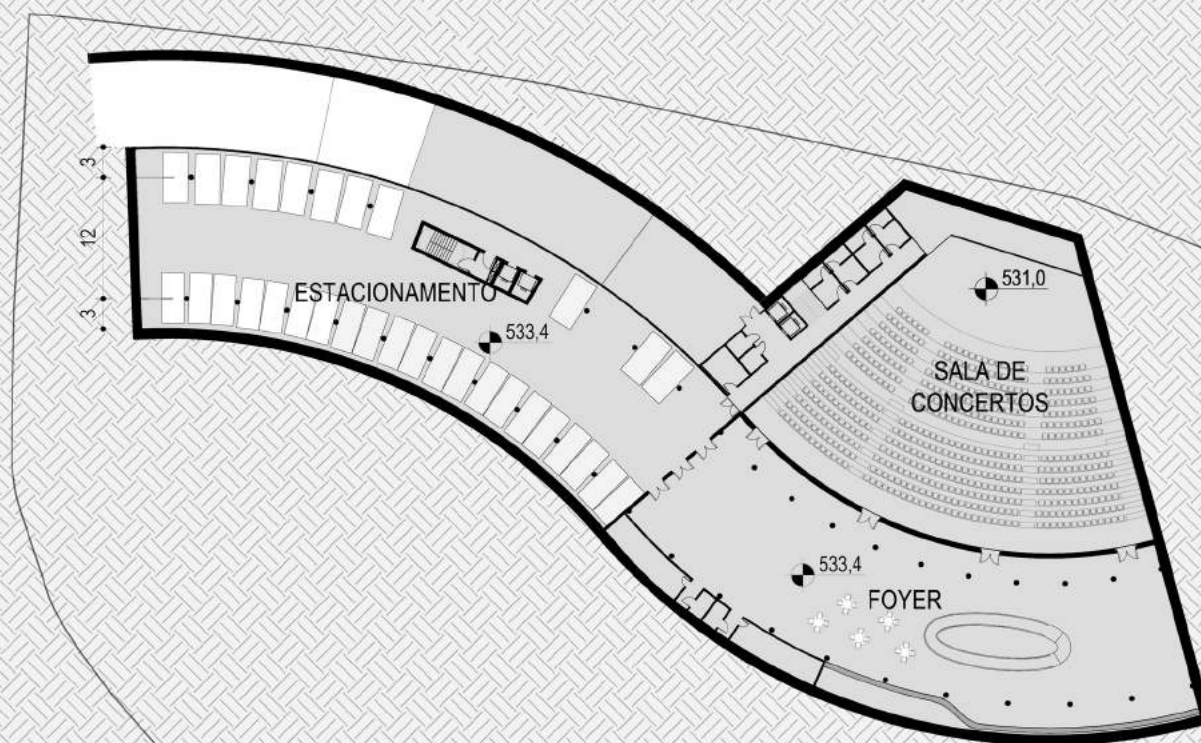 3
12
3
ESTACIONAMENTO
533,4
531,0
SALA DE
CONCERTOS
533,4
FOYER